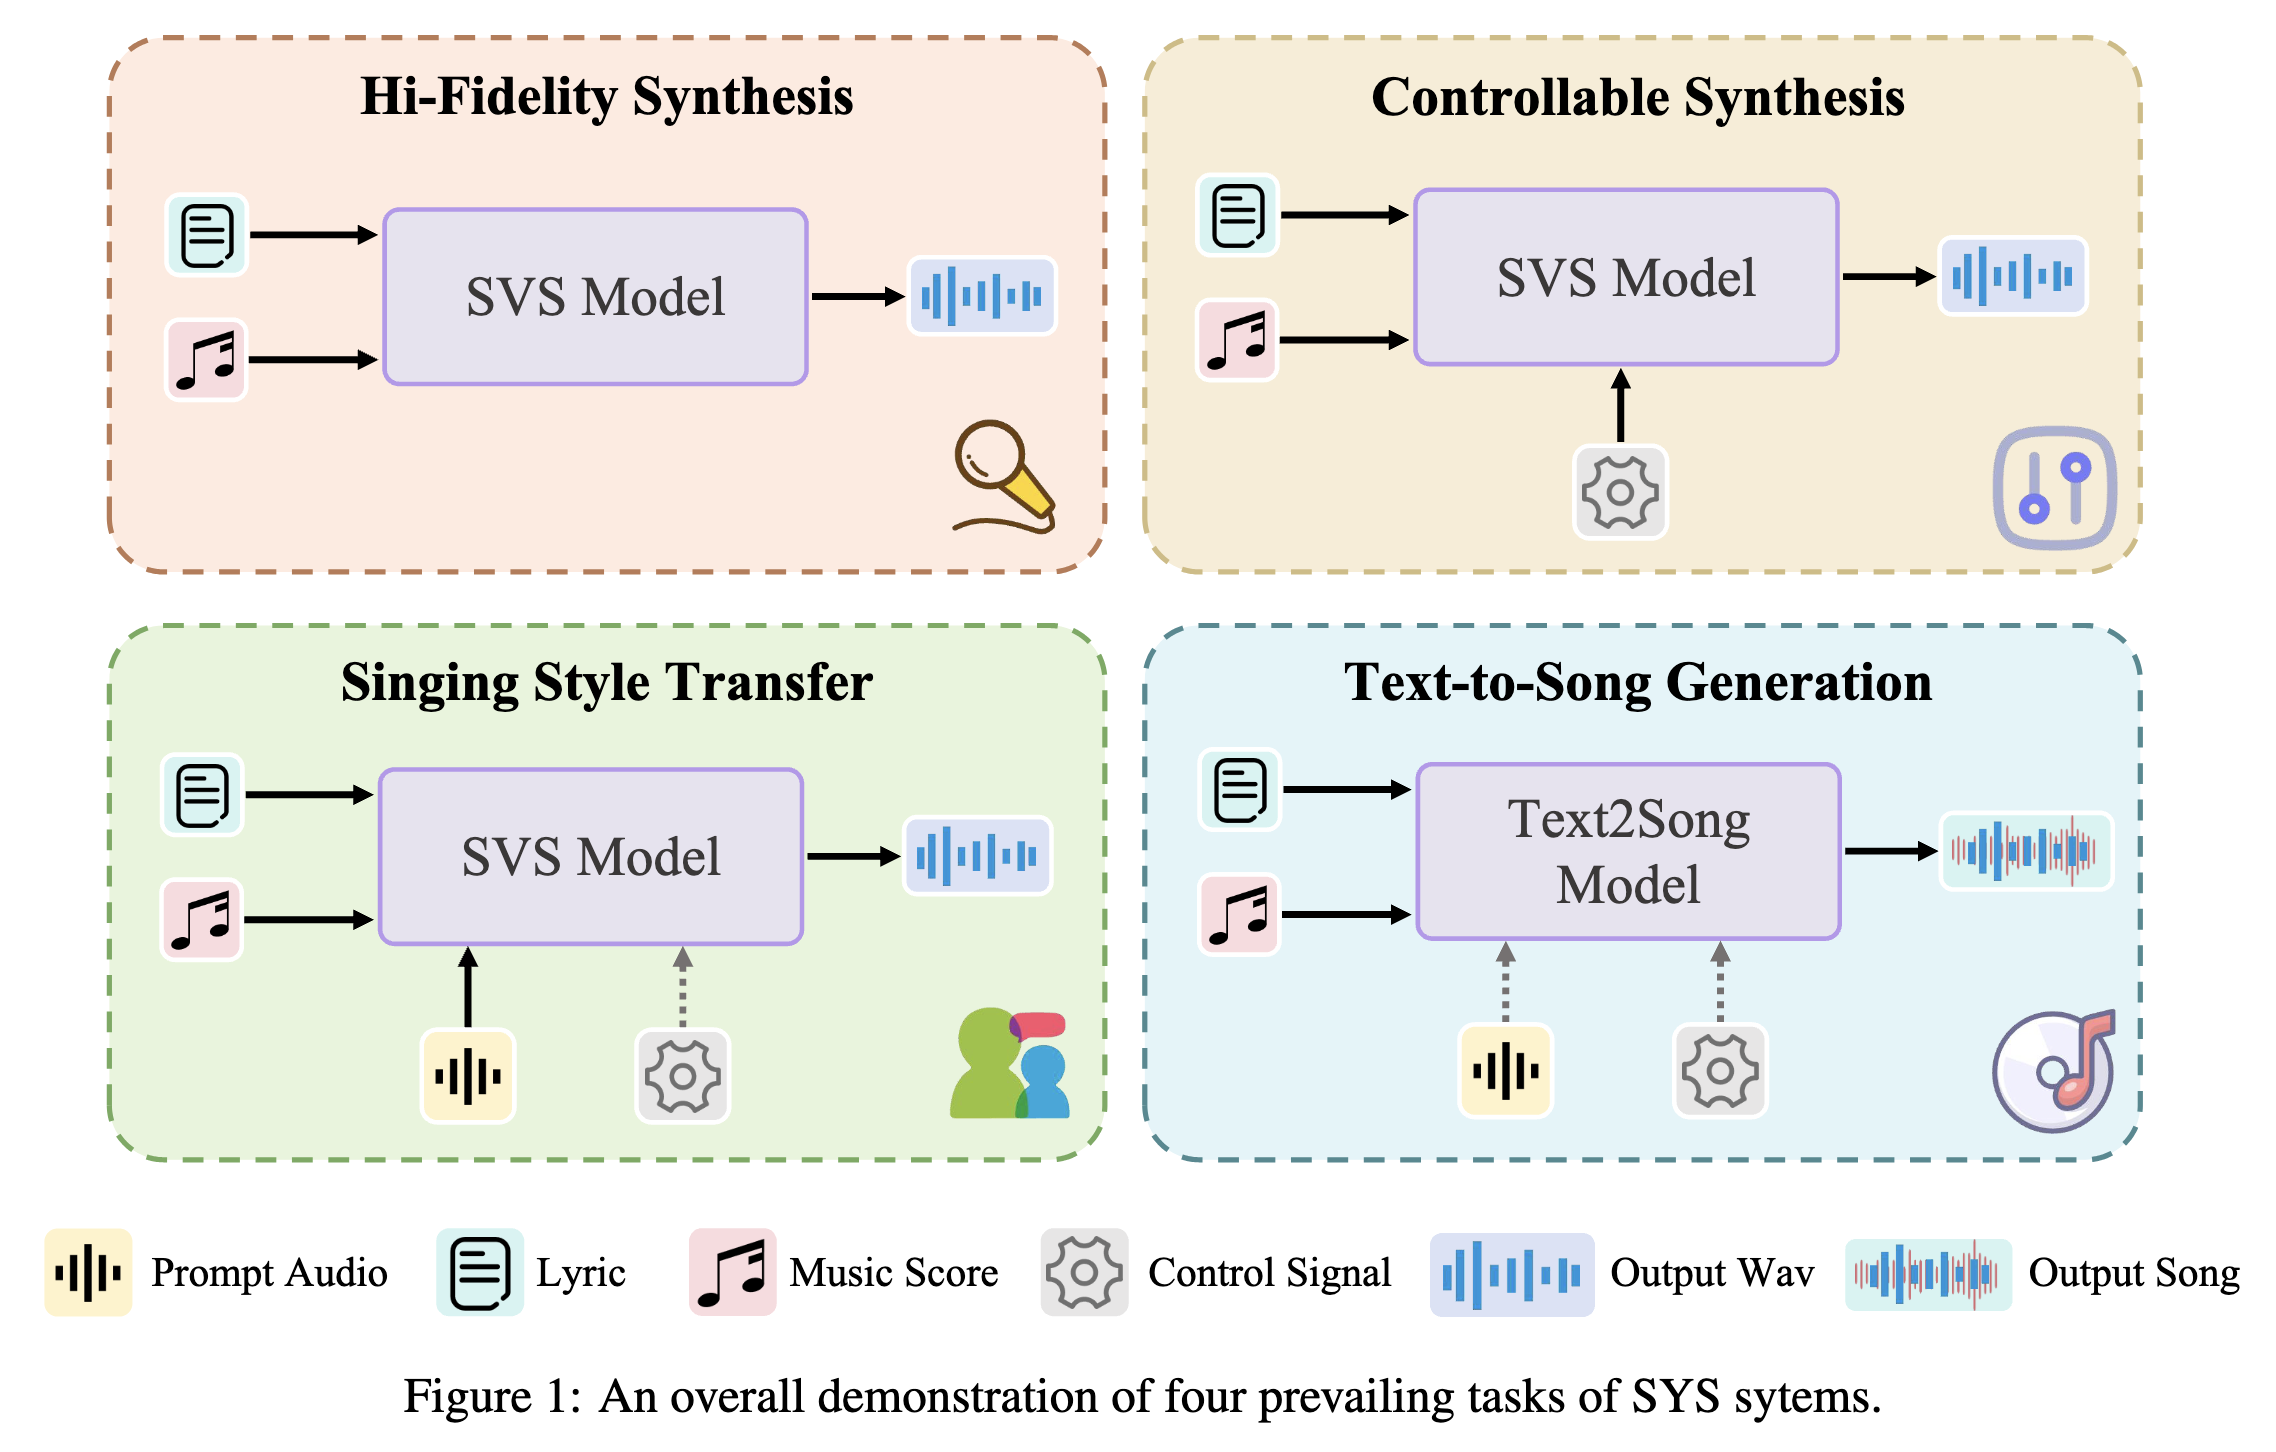 Hi-Fidelity Synthesis
SVS Model
Controllable Synthesis
SVS Model
Singing Style Transfer
SVS Model
Text-to-Song Generation
Text2Song
Model
Prompt Audio
Lyric
Music Score
Control Signal
Output Wav
Output Song
Figure 1: An overall demonstration of four prevailing tasks of SYS sytems.